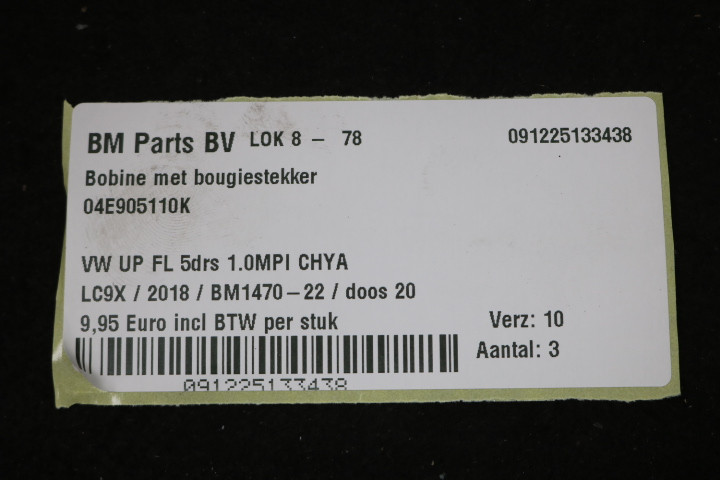 BM Parts BV LOK 8 - 78 091225133438
Bobine met bougiestekker
04E905110K
VW UP FL 5drs 1.0MPI CHYA
LC9X / 2018 / BM1470-22 / doos 20
9,95 Euro incl BTW per stuk Verz: 10
Aantal: 3
091225133438